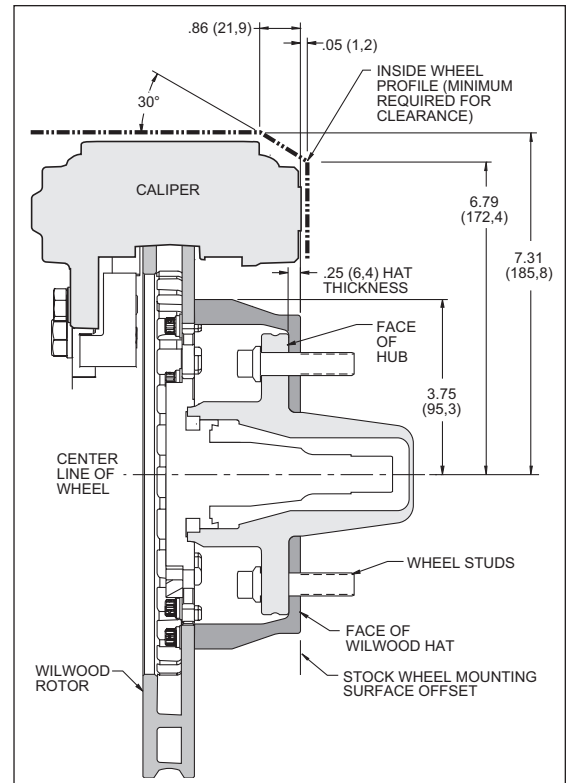 .86 (21,9)
.05 (1,2)
INSIDE WHEEL
PROFILE (MINIMUM
REQUIRED FOR
CLEARANCE)
30°
CALIPER
6.79
(172,4)
7.31
(185,8)
.25 (6,4) HAT
THICKNESS
FACE
OF
HUB
3.75
(95,3)
CENTER
LINE OF
WHEEL
WHEEL STUDS
FACE OF
WILWOOD HAT
WILWOOD
ROTOR
STOCK WHEEL MOUNTING
SURFACE OFFSET